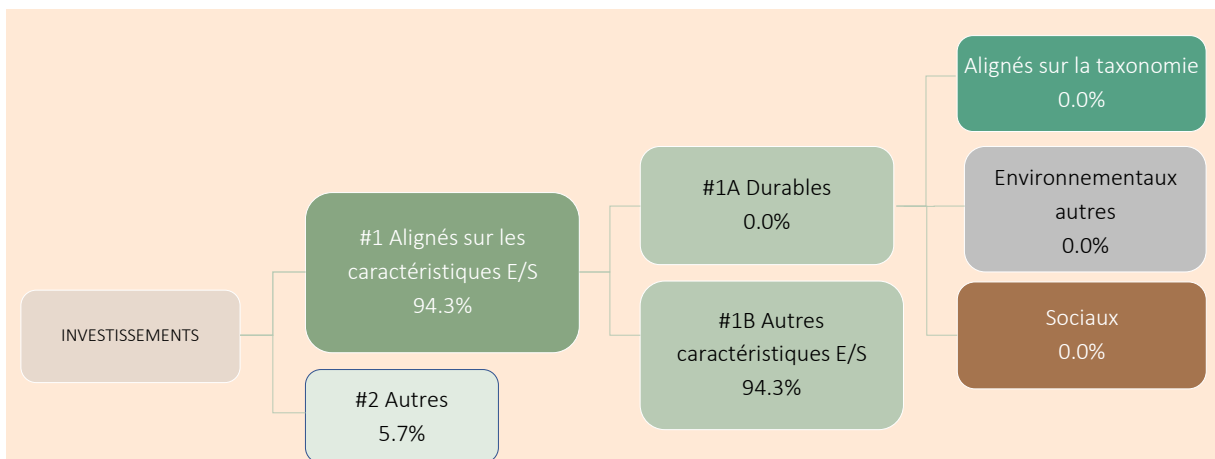 INVESTISSEMENTS
#1 Alignés sur les
caractéristiques E/S
94.3%
#2 Autres
5.7%
#1A Durables
0.0%
#1B Autres
caractéristiques E/S
94.3%
Alignés sur la taxonomie
0.0%
Environnementaux
autres
0.0%
Sociaux
0.0%